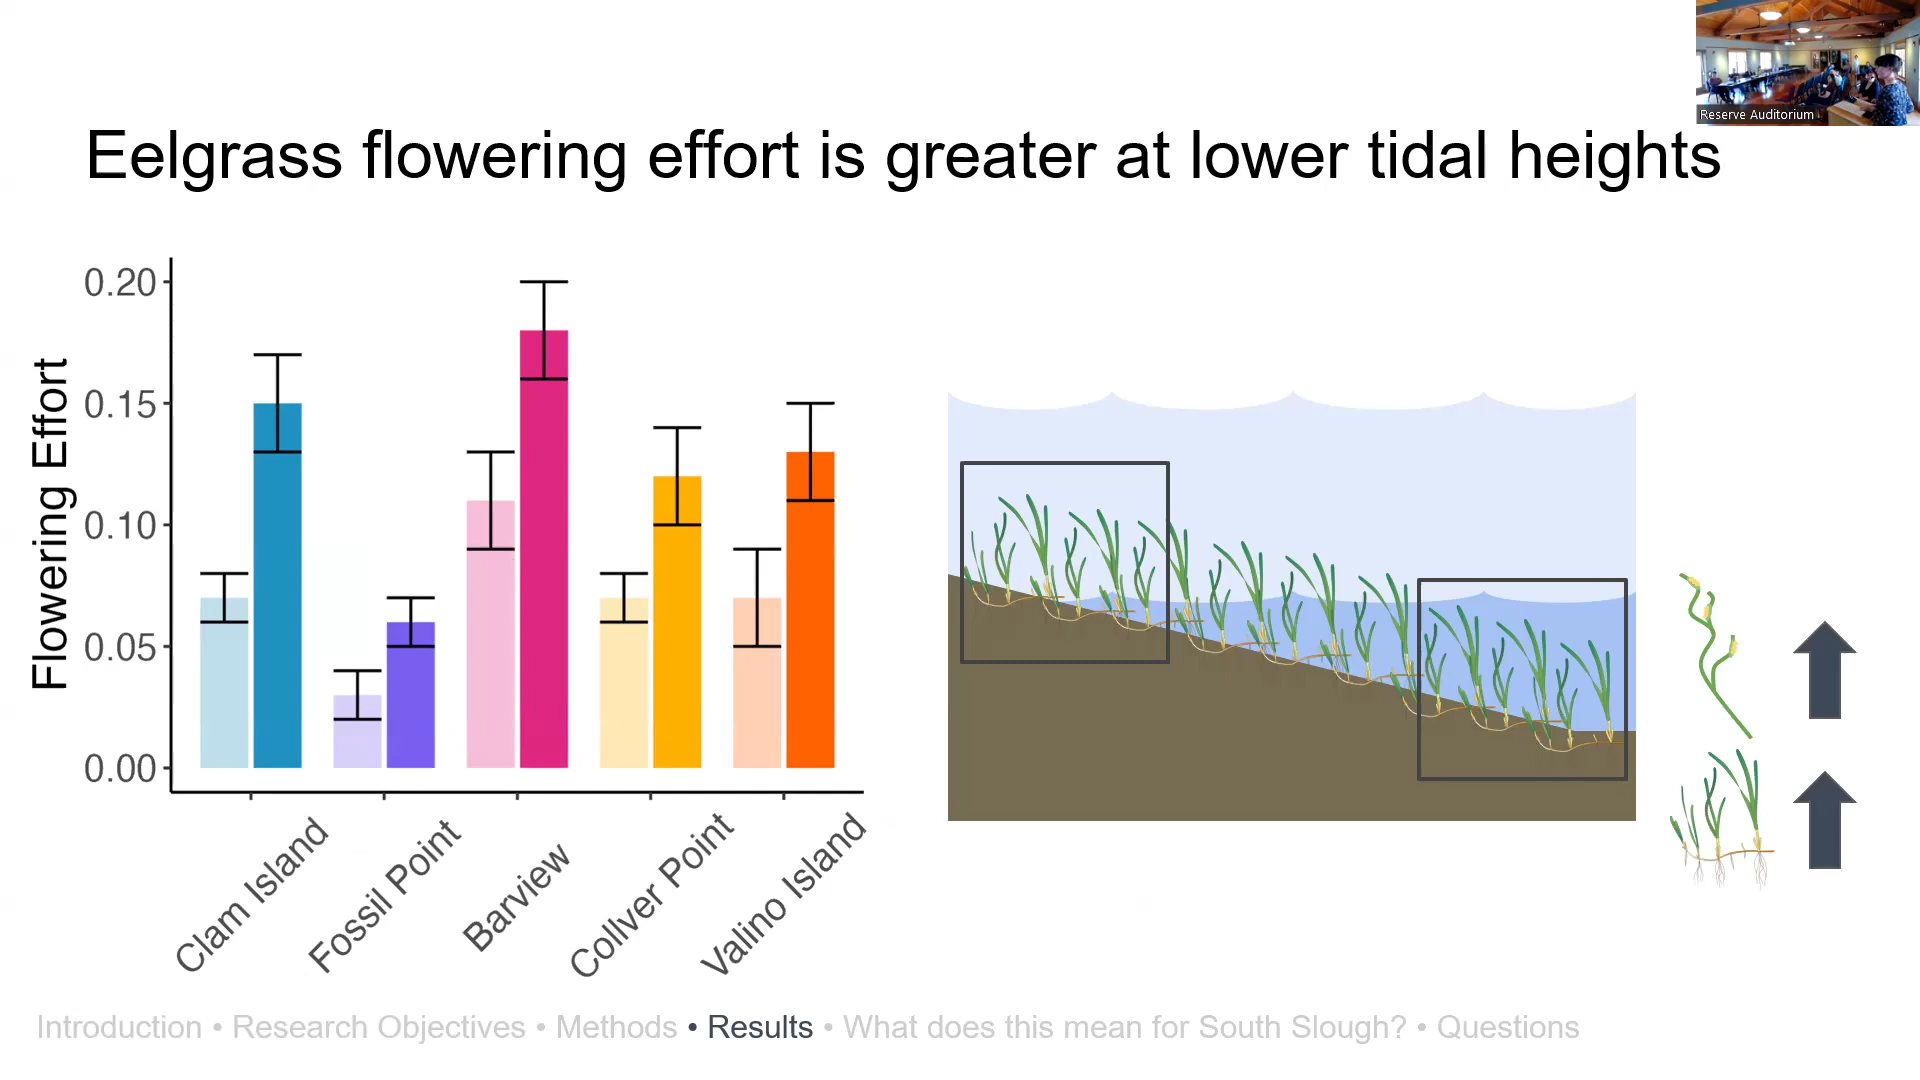 Reserve Auditorium
Eelgrass flowering effort is greater at lower tidal heights
Flowering Effort
0.20
0.15
0.10
0.05
0.00
Clam Island
Fossil Point
Barview
Collver Point
Valino Island
Introduction • Research Objectives • Methods • Results • What does this mean for South Slough? • Questions